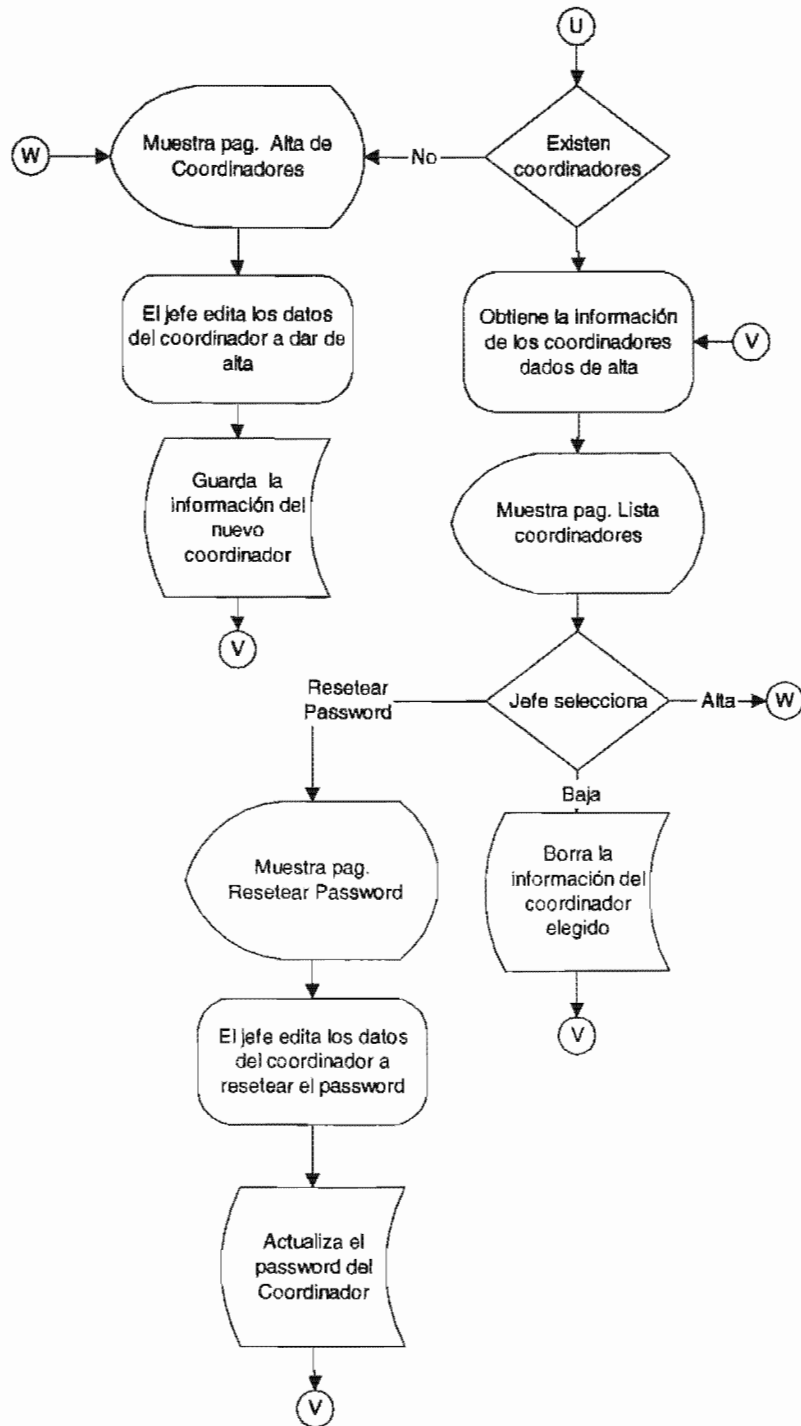 U
Existen
coordinadores
No
Muestra pag. Alta de
Coordinadores
W
El jefe edita los datos
del coordinador a dar de
alta
Guarda la
información del
nuevo
coordinador
V
Obtiene la información
de los coordinadores
dados de alta
V
Muestra pag. Lista
coordinadores
Jefe selecciona
Alta
W
Resetear
Password
Baja
Borra la
información del
coordinador
elegido
V
Muestra pag.
Resetear Password
El jefe edita los datos
del coordinador a
resetear el password
Actualiza el
password del
Coordinador
V